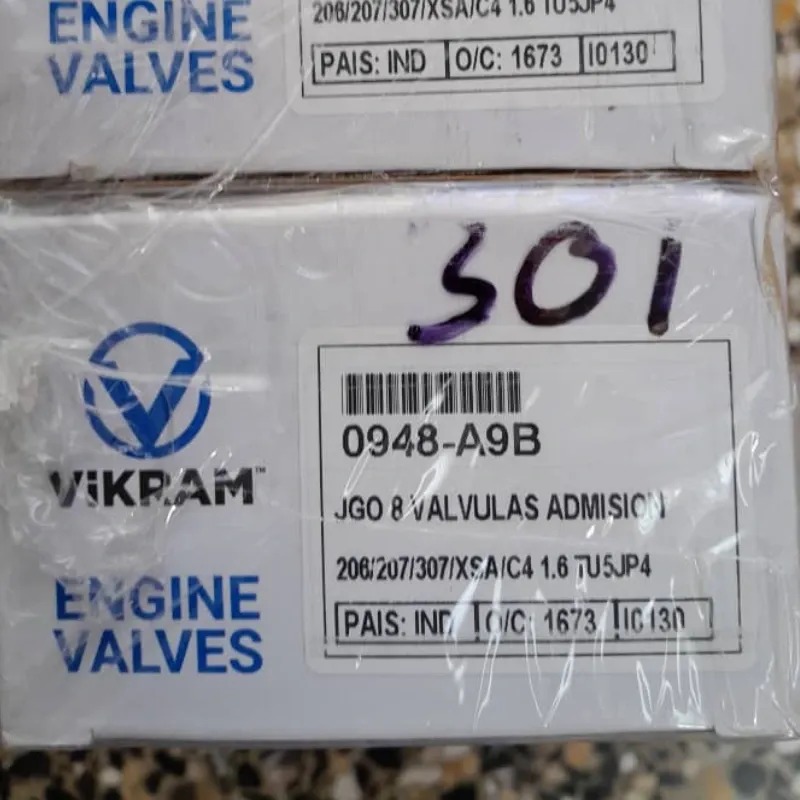 ENGINE
VALVES
206/207/307/XSA/C4 1.6 TU5JP4
PAIS: IND O/C: 1673 I0130
301
ViKRAM™
ENGINE
VALVES
0948-A9B
JGO 8 VALVULAS ADMISION
206/207/307/XSA/C4 1.6 TU5JP4
PAIS: IND O/C: 1673 I0130